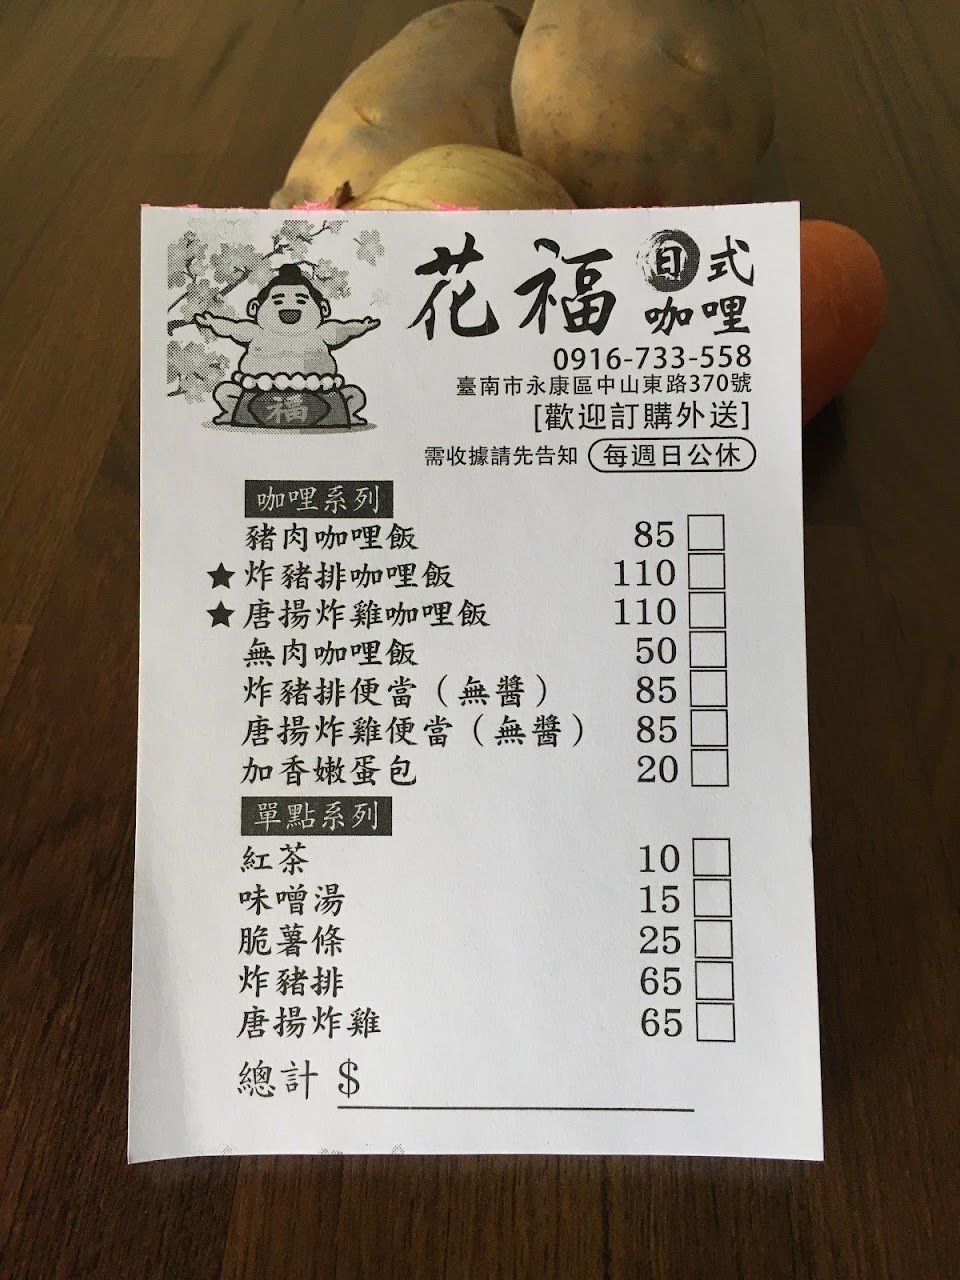 花福 日式咖哩
0916-733-558
臺南市永康區中山東路370號
[歡迎訂購外送]
需收據請先告知 每週日公休
福
咖哩系列
豬肉咖哩飯 85
★炸豬排咖哩飯 110
★唐揚炸雞咖哩飯 110
無肉咖哩飯 50
炸豬排便當（無醬） 85
唐揚炸雞便當（無醬） 85
加香嫩蛋包 20
單點系列
紅茶 10
味噌湯 15
脆薯條 25
炸豬排 65
唐揚炸雞 65
總計 $